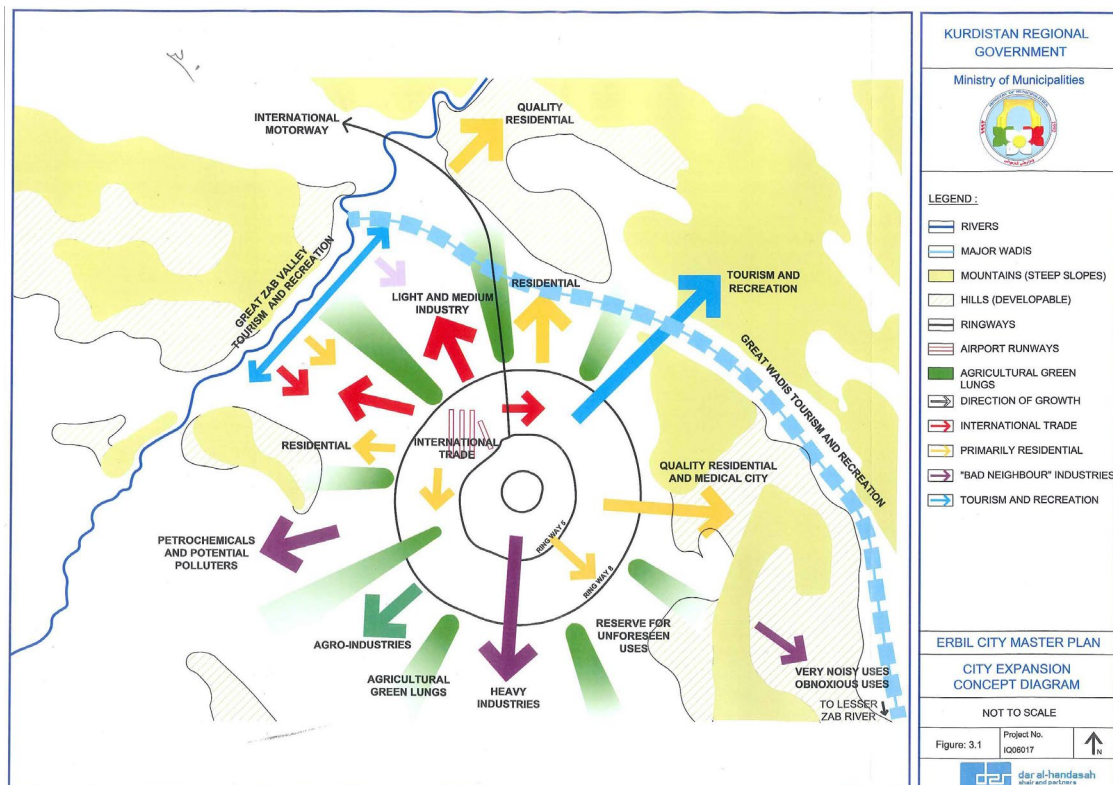 INTERNATIONAL
MOTORWAY
QUALITY
RESIDENTIAL
GREAT ZAB VALLEY
TOURISM AND RECREATION
LIGHT AND MEDIUM
INDUSTRY
RESIDENTIAL
TOURISM AND
RECREATION
GREAT WADIS TOURISM AND RECREATION
RESIDENTIAL
INTERNATIONAL
TRADE
QUALITY RESIDENTIAL
AND MEDICAL CITY
PETROCHEMICALS
AND POTENTIAL
POLLUTERS
RING WAY 5
RING WAY 8
AGRO-INDUSTRIES
AGRICULTURAL
GREEN LUNGS
HEAVY
INDUSTRIES
RESERVE FOR
UNFORESEEN
USES
VERY NOISY USES
OBNOXIOUS USES
TO LESSER
ZAB RIVER
KURDISTAN REGIONAL
GOVERNMENT
Ministry of Municipalities
LEGEND :
RIVERS
MAJOR WADIS
MOUNTAINS (STEEP SLOPES)
HILLS (DEVELOPABLE)
RINGWAYS
AIRPORT RUNWAYS
AGRICULTURAL GREEN
LUNGS
DIRECTION OF GROWTH
INTERNATIONAL TRADE
PRIMARILY RESIDENTIAL
"BAD NEIGHBOUR" INDUSTRIES
TOURISM AND RECREATION
ERBIL CITY MASTER PLAN
CITY EXPANSION
CONCEPT DIAGRAM
NOT TO SCALE
Figure: 3.1
Project No.
IQ06017
N
dar al-handasah
shair and partners